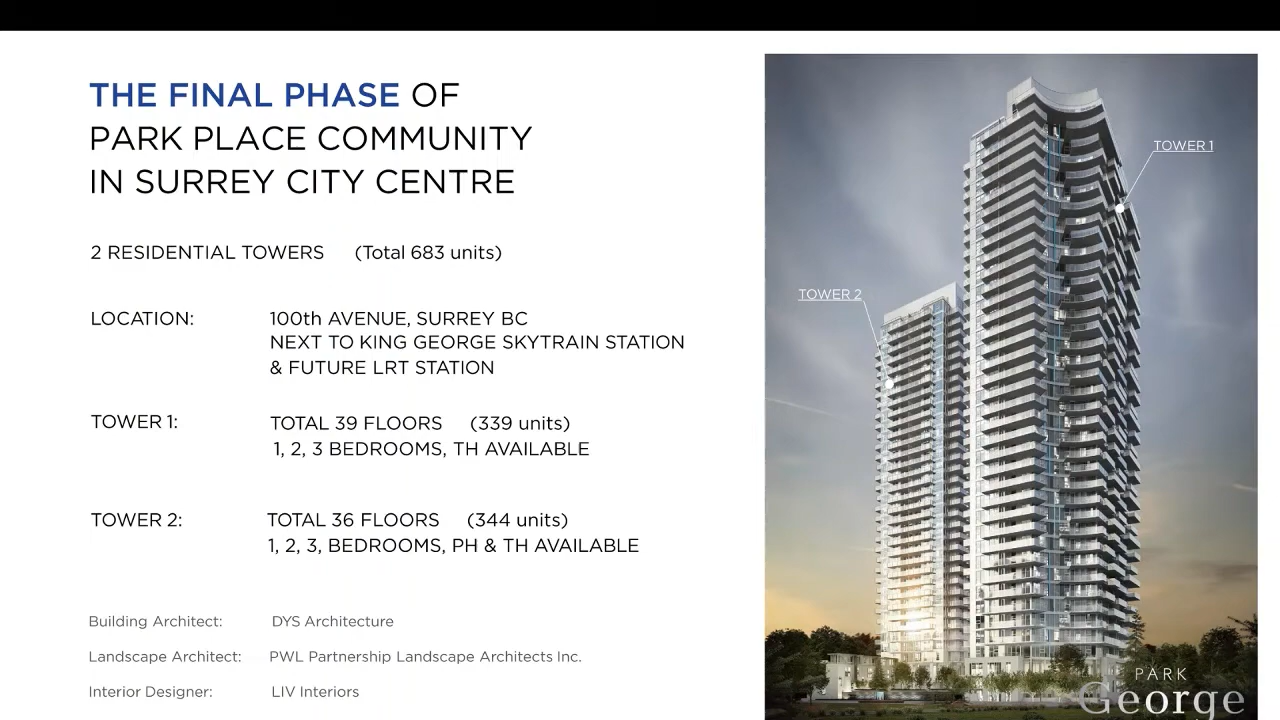 THE FINAL PHASE OF
PARK PLACE COMMUNITY
IN SURREY CITY CENTRE
2 RESIDENTIAL TOWERS (Total 683 units)
LOCATION: 100th AVENUE, SURREY BC
NEXT TO KING GEORGE SKYTRAIN STATION
& FUTURE LRT STATION
TOWER 1: TOTAL 39 FLOORS (339 units)
1, 2, 3 BEDROOMS, TH AVAILABLE
TOWER 2: TOTAL 36 FLOORS (344 units)
1, 2, 3, BEDROOMS, PH & TH AVAILABLE
Building Architect: DYS Architecture
Landscape Architect: PWL Partnership Landscape Architects Inc.
Interior Designer: LIV Interiors
TOWER 1
TOWER 2
PARK
George